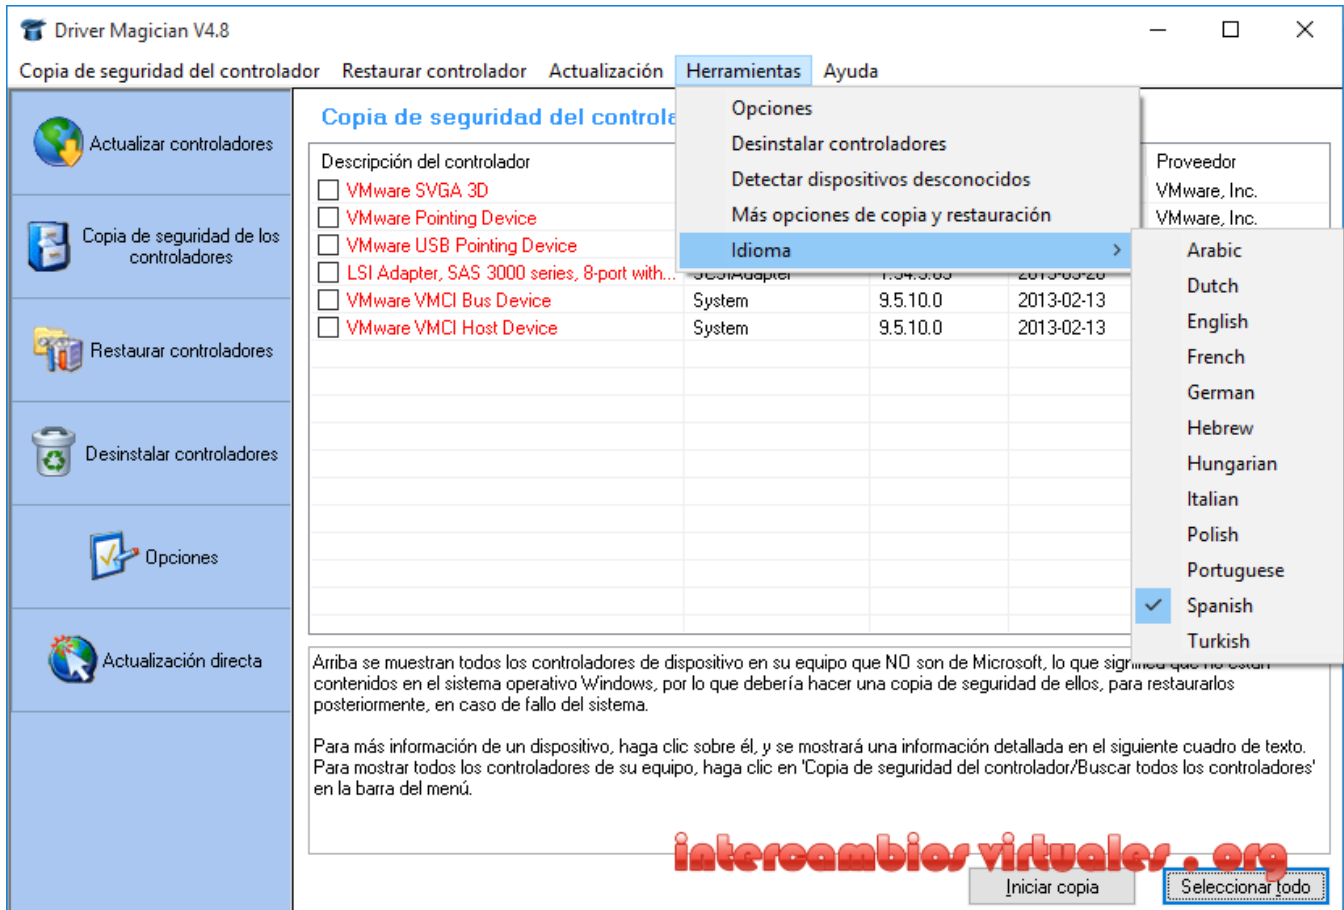 Driver Magician V4.8
Copia de seguridad del controlador Restaurar controlador Actualización Herramientas Ayuda
Actualizar controladores
Copia de seguridad de los
controladores
Restaurar controladores
Desinstalar controladores
Opciones
Actualización directa
Copia de seguridad del
Descripción del controlador Proveedor
VMware SVGA 3D VMware, Inc.
VMware Pointing Device VMware, Inc.
VMware USB Pointing Device
LSI Adapter, SAS 3000 series, 8-port with...
VMware VMCI Bus Device System 9.5.10.0 2013-02-13
VMware VMCI Host Device System 9.5.10.0 2013-02-13
Opciones
Desinstalar controladores
Detectar dispositivos desconocidos
Más opciones de copia y restauración
Idioma
Arabic
Dutch
English
French
German
Hebrew
Hungarian
Italian
Polish
Portuguese
Spanish
Turkish
Arriba se muestran todos los controladores de dispositivo en su equipo que NO son de Microsoft, lo que significa que no están
contenidos en el sistema operativo Windows, por lo que debería hacer una copia de seguridad de ellos, para restaurarlos
posteriormente, en caso de fallo del sistema.
Para más información de un dispositivo, haga clic sobre él, y se mostrará una información detallada en el siguiente cuadro de texto.
Para mostrar todos los controladores de su equipo, haga clic en 'Copia de seguridad del controlador/Buscar todos los controladores'
en la barra del menú.
intercambios virtuales . org
Iniciar copia Seleccionar todo